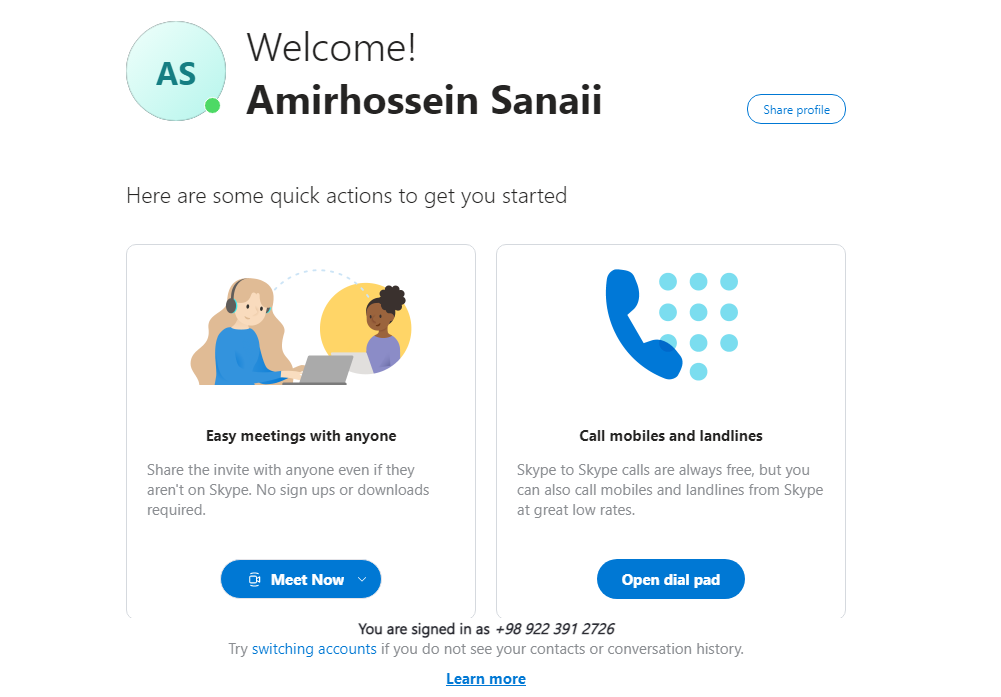 AS
Welcome!
Amirhossein Sanaii
Share profile
Here are some quick actions to get you started
Easy meetings with anyone
Share the invite with anyone even if they
aren't on Skype. No sign ups or downloads
required.
Meet Now
Call mobiles and landlines
Skype to Skype calls are always free, but you
can also call mobiles and landlines from Skype
at great low rates.
Open dial pad
You are signed in as +98 922 391 2726
Try switching accounts if you do not see your contacts or conversation history.
Learn more